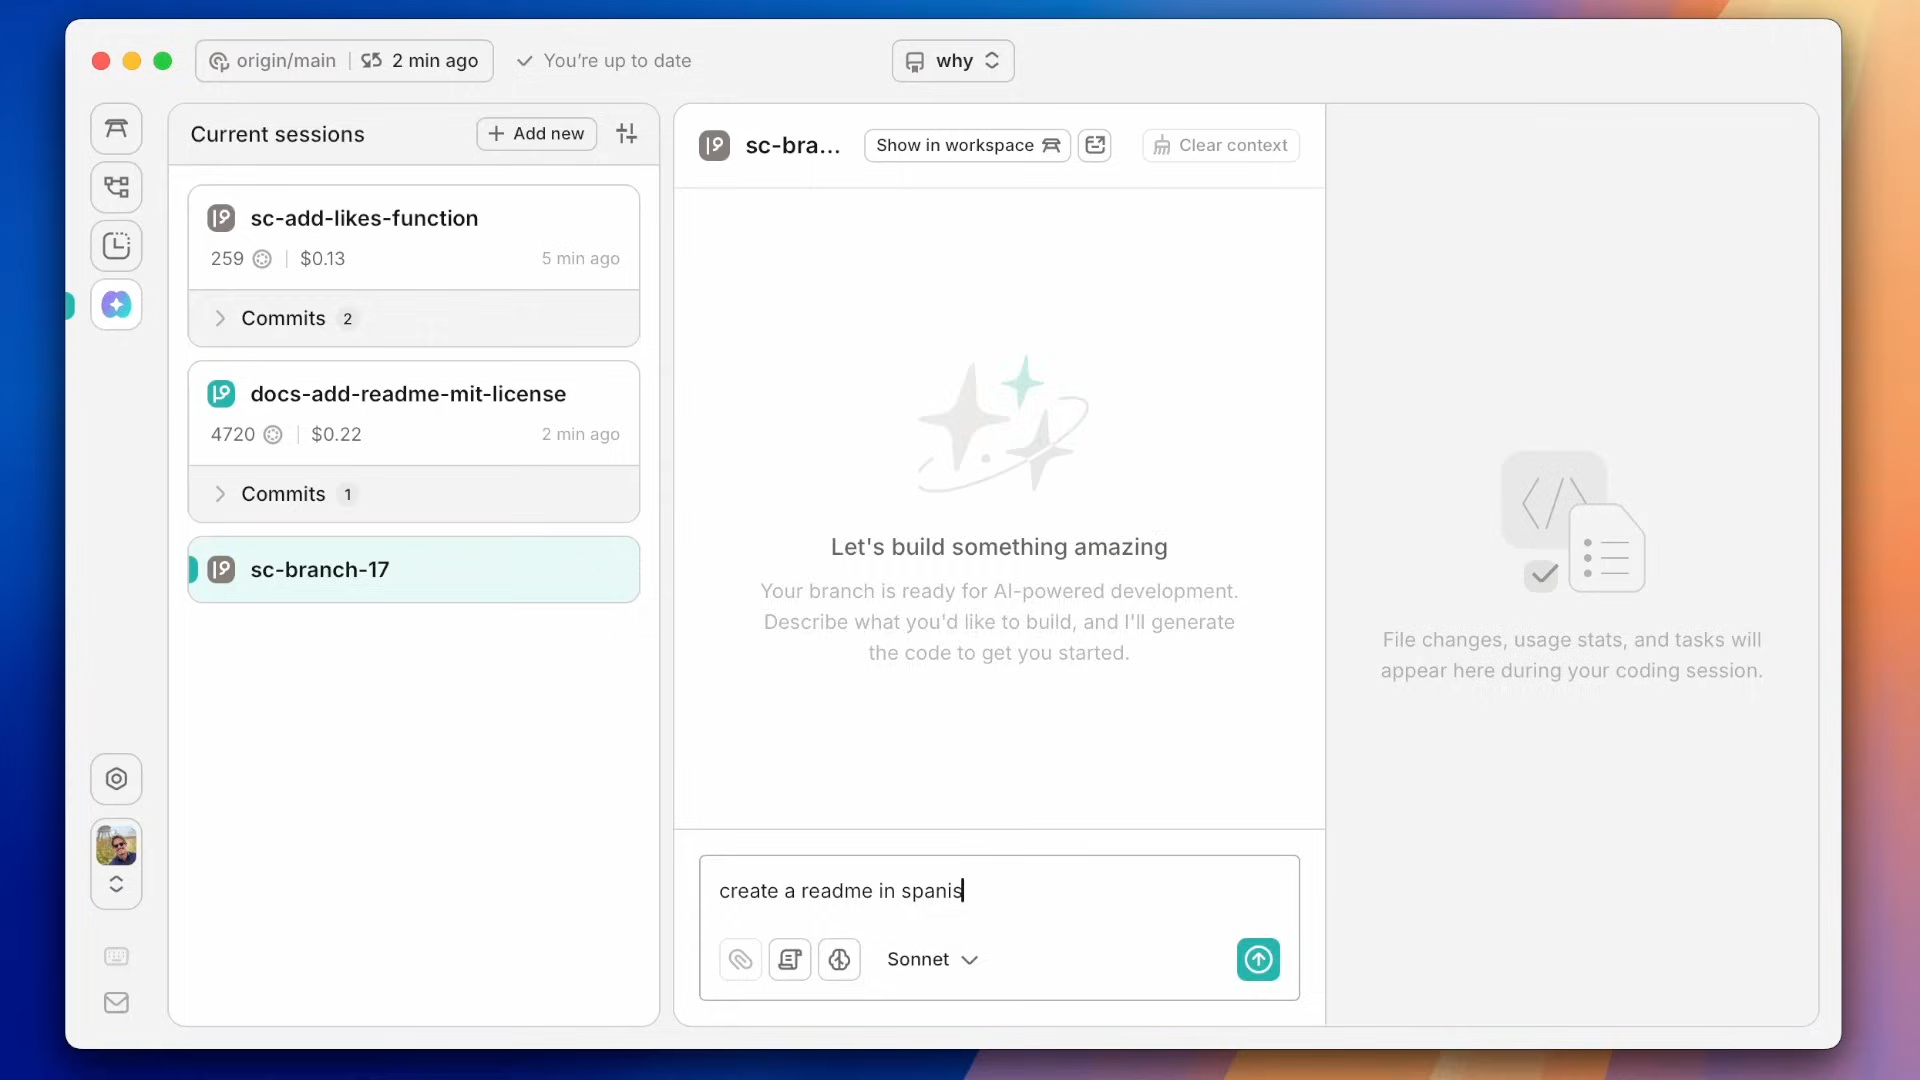 origin/main
2 min ago
You're up to date
why
Current sessions
Add new
sc-add-likes-function
259
$0.13
5 min ago
Commits 2
docs-add-readme-mit-license
4720
$0.22
2 min ago
Commits 1
sc-branch-17
sc-bra...
Show in workspace
Clear context
Let's build something amazing
Your branch is ready for AI-powered development.
Describe what you'd like to build, and I'll generate
the code to get you started.
create a readme in spanis
Sonnet
File changes, usage stats, and tasks will
appear here during your coding session.